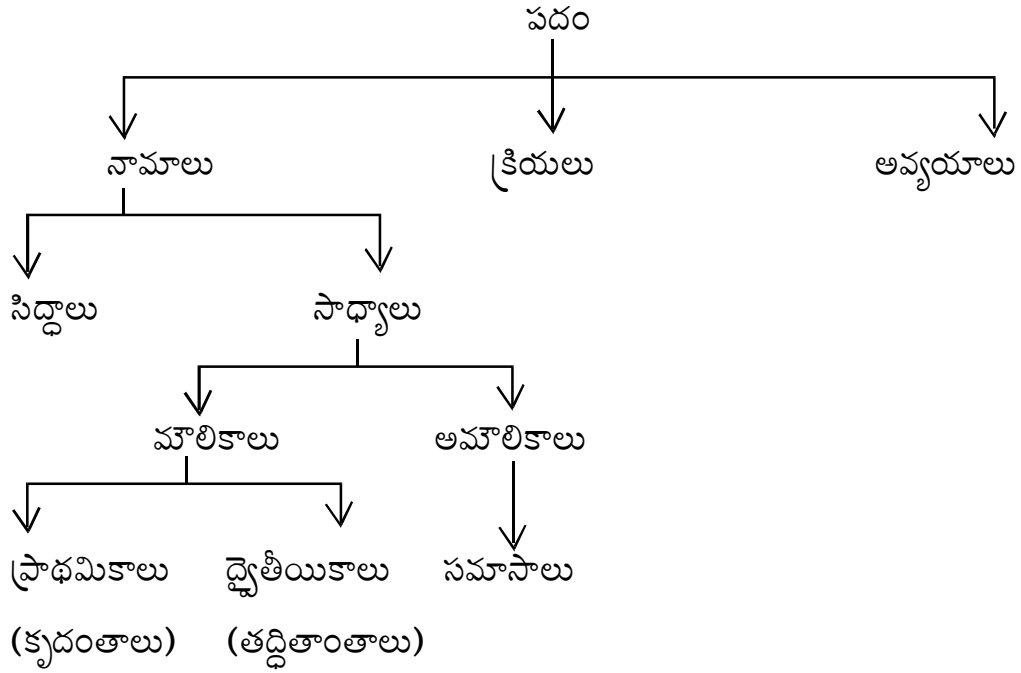 పదం
నామాలు క్రియలు అవ్యయాలు
సిద్ధాలు సాధ్యాలు
మౌలికాలు అమౌలికాలు
ప్రాథమికాలు ద్వైతీయికాలు సమాసాలు
(కృదంతాలు) (తద్ధితాంతాలు)